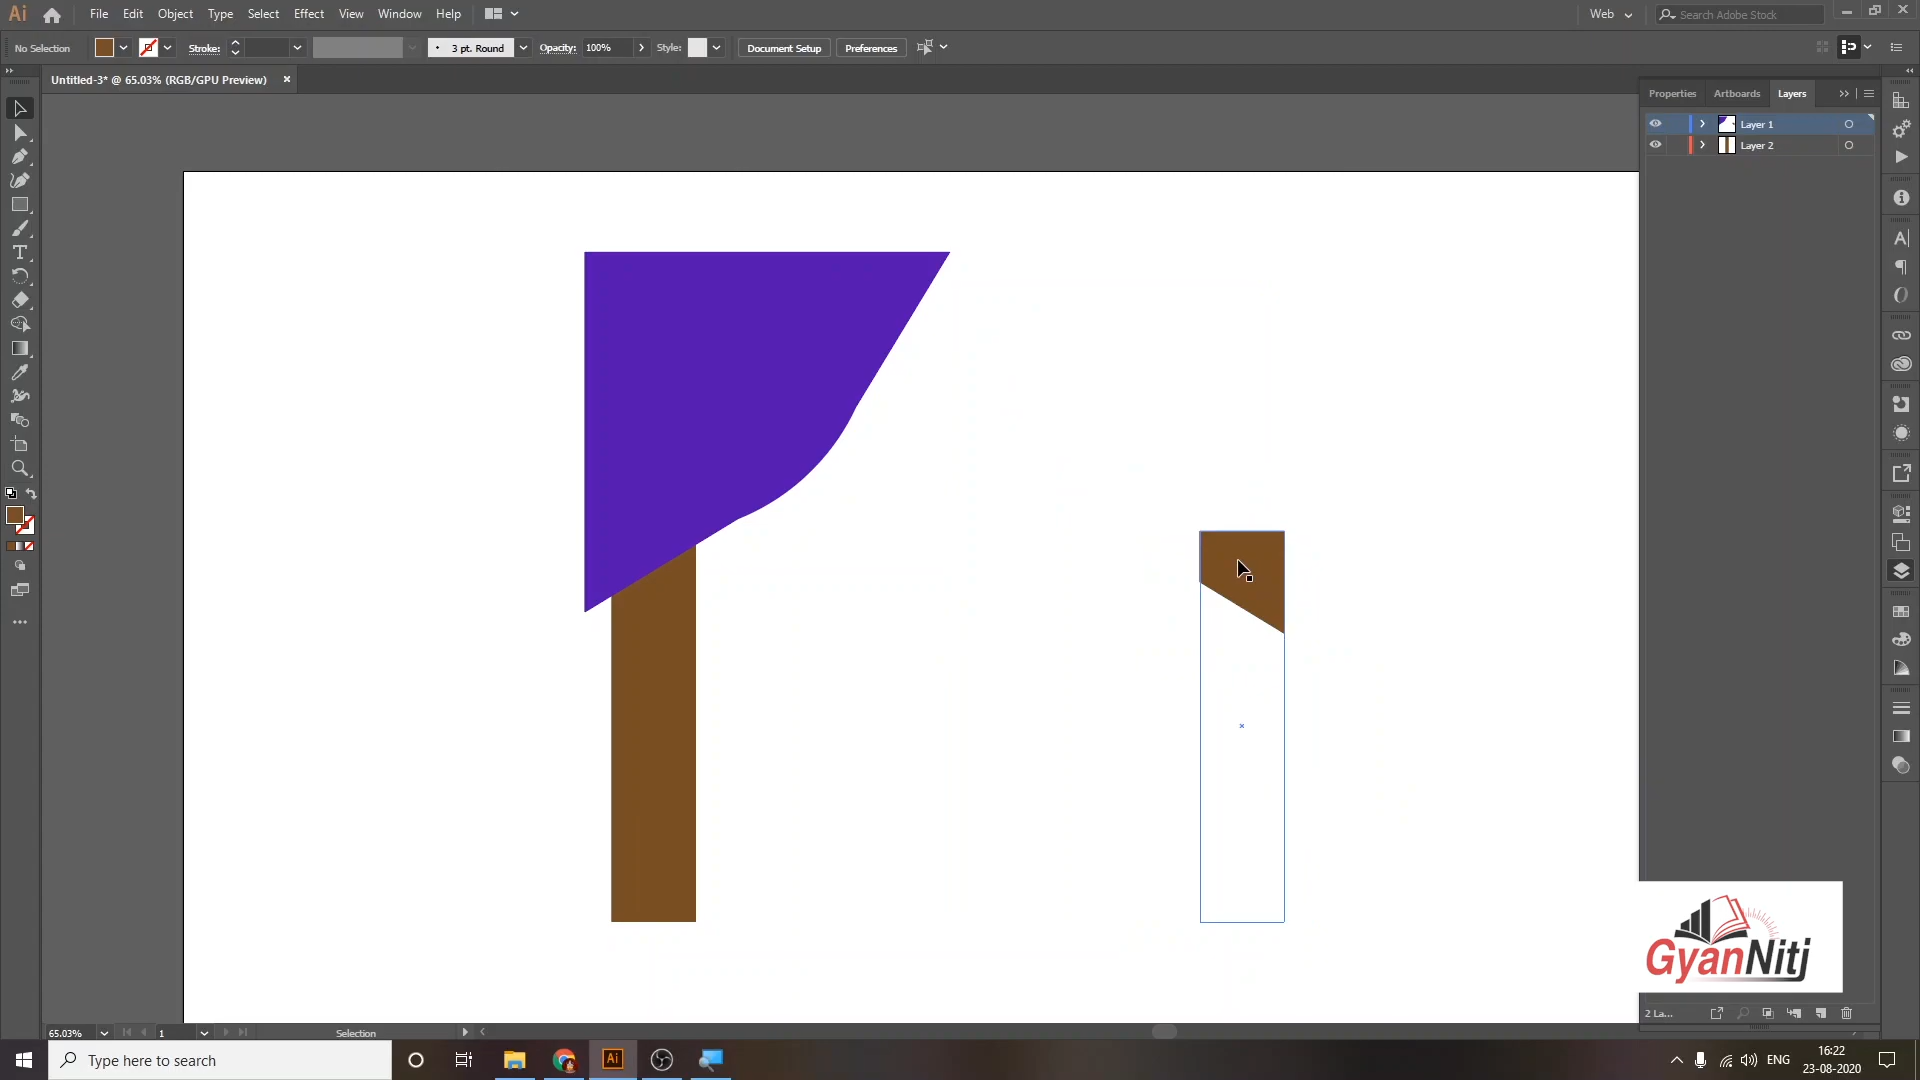 Ai File Edit Object Type Select Effect View Window Help Web Search Adobe Stock
No Selection Stroke: 3 pt. Round Opacity: 100% Style: Document Setup Preferences
Untitled-3* @ 65.03% (RGB/GPU Preview)
Properties Artboards Layers
Layer 1
Layer 2
GyanNitj
2 La...
65.03% 1 Selection
Type here to search
Ai
ENG
16:22
23-08-2020